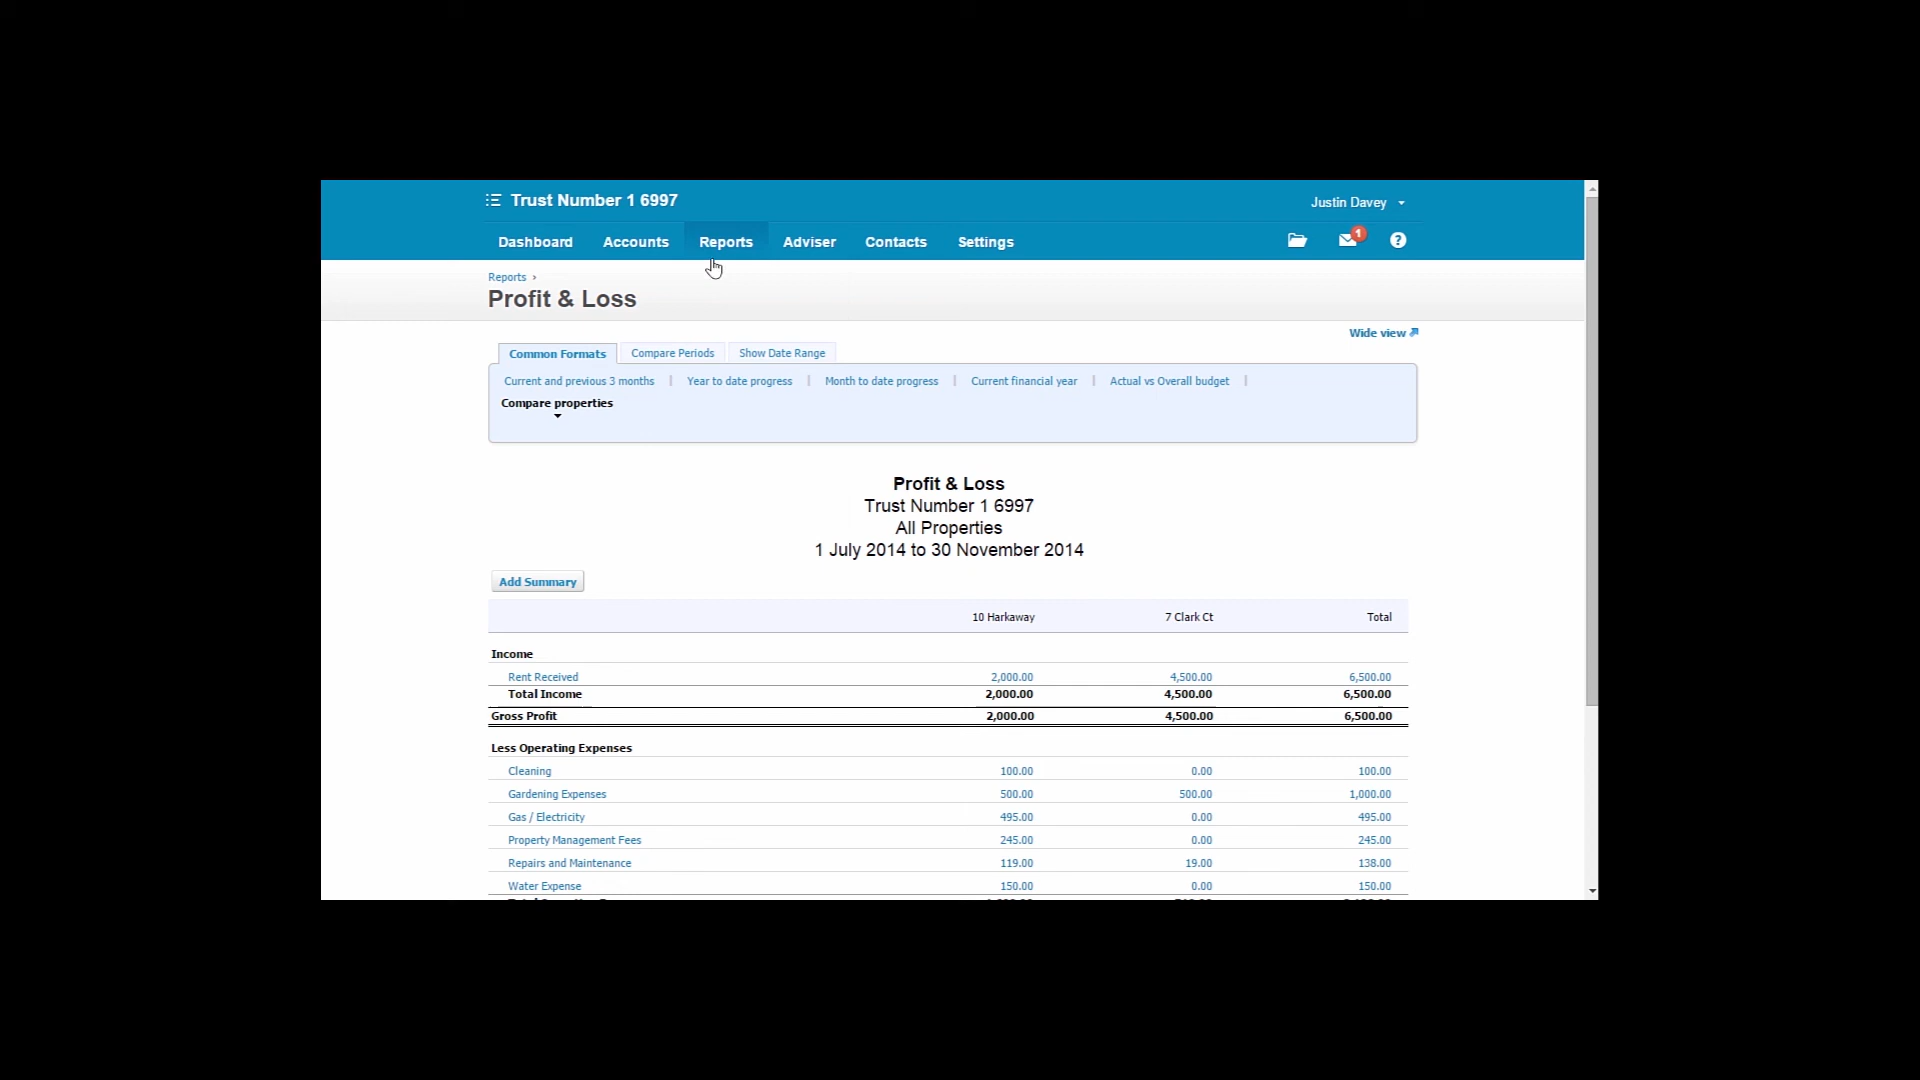 Trust Number 1 6997
Justin Davey
Dashboard Accounts Reports Adviser Contacts Settings
1
?
Reports ›
Profit & Loss
Wide view
Common Formats Compare Periods Show Date Range
Current and previous 3 months | Year to date progress | Month to date progress | Current financial year | Actual vs Overall budget |
Compare properties
Profit & Loss
Trust Number 1 6997
All Properties
1 July 2014 to 30 November 2014
Add Summary
10 Harkaway 7 Clark Ct Total
Income
Rent Received 2,000.00 4,500.00 6,500.00
Total Income 2,000.00 4,500.00 6,500.00
Gross Profit 2,000.00 4,500.00 6,500.00
Less Operating Expenses
Cleaning 100.00 0.00 100.00
Gardening Expenses 500.00 500.00 1,000.00
Gas / Electricity 495.00 0.00 495.00
Property Management Fees 245.00 0.00 245.00
Repairs and Maintenance 119.00 19.00 138.00
Water Expense 150.00 0.00 150.00